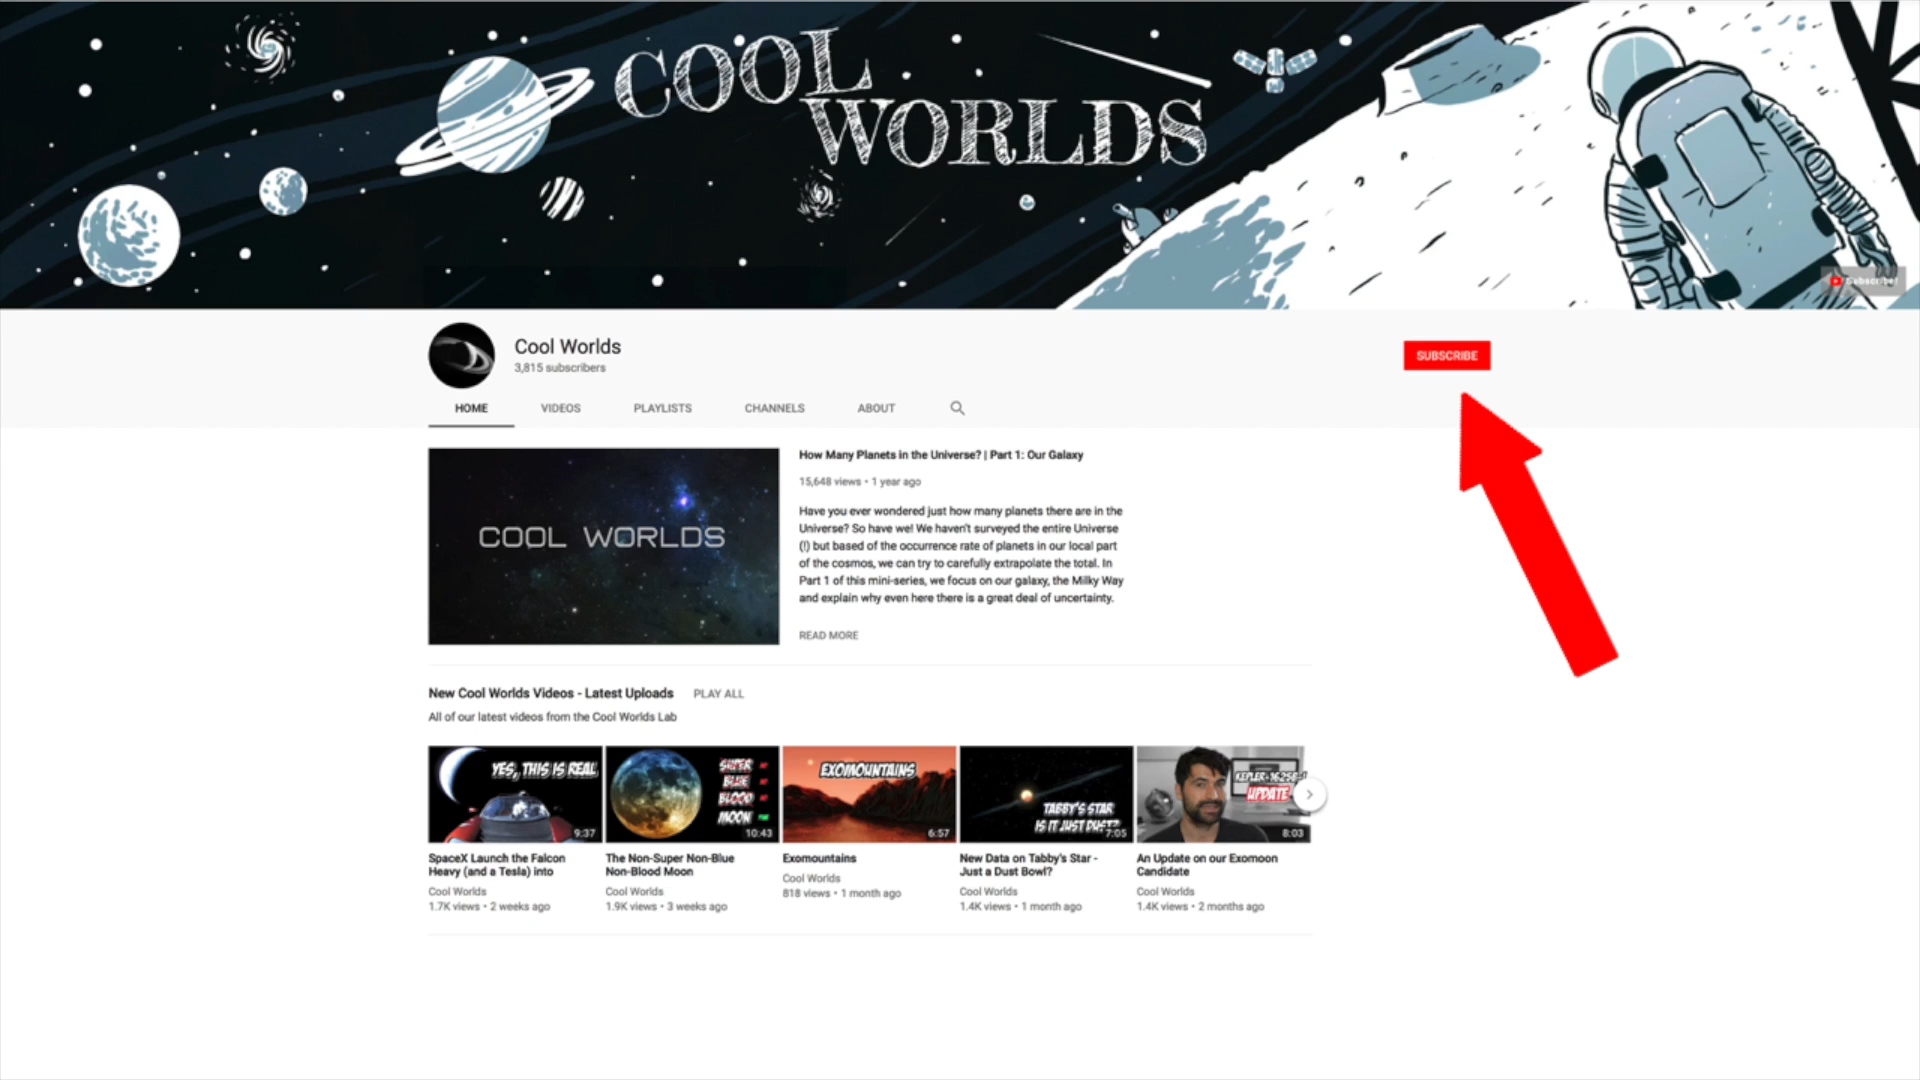 COOL
WORLDS
Subscribe!
Cool Worlds
3,815 subscribers
SUBSCRIBE
HOME VIDEOS PLAYLISTS CHANNELS ABOUT
COOL WORLDS
How Many Planets in the Universe? | Part 1: Our Galaxy
15,648 views • 1 year ago
Have you ever wondered just how many planets there are in the
Universe? So have we! We haven't surveyed the entire Universe
(!) but based of the occurrence rate of planets in our local part
of the cosmos, we can try to carefully extrapolate the total. In
Part 1 of this mini-series, we focus on our galaxy, the Milky Way
and explain why even here there is a great deal of uncertainty.
READ MORE
New Cool Worlds Videos - Latest Uploads PLAY ALL
All of our latest videos from the Cool Worlds Lab
YES, THIS IS REAL
9:37
SpaceX Launch the Falcon
Heavy (and a Tesla) into
Cool Worlds
1.7K views • 2 weeks ago
SUPER
BLUE
BLOOD
MOON
10:43
The Non-Super Non-Blue
Non-Blood Moon
Cool Worlds
1.9K views • 3 weeks ago
EXOMOUNTAINS
6:57
Exomountains
Cool Worlds
818 views • 1 month ago
TABBY'S STAR
IS IT JUST DUST?
7:05
New Data on Tabby's Star -
Just a Dust Bowl?
Cool Worlds
1.4K views • 1 month ago
UPDATE
8:03
An Update on our Exomoon
Candidate
Cool Worlds
1.4K views • 2 months ago